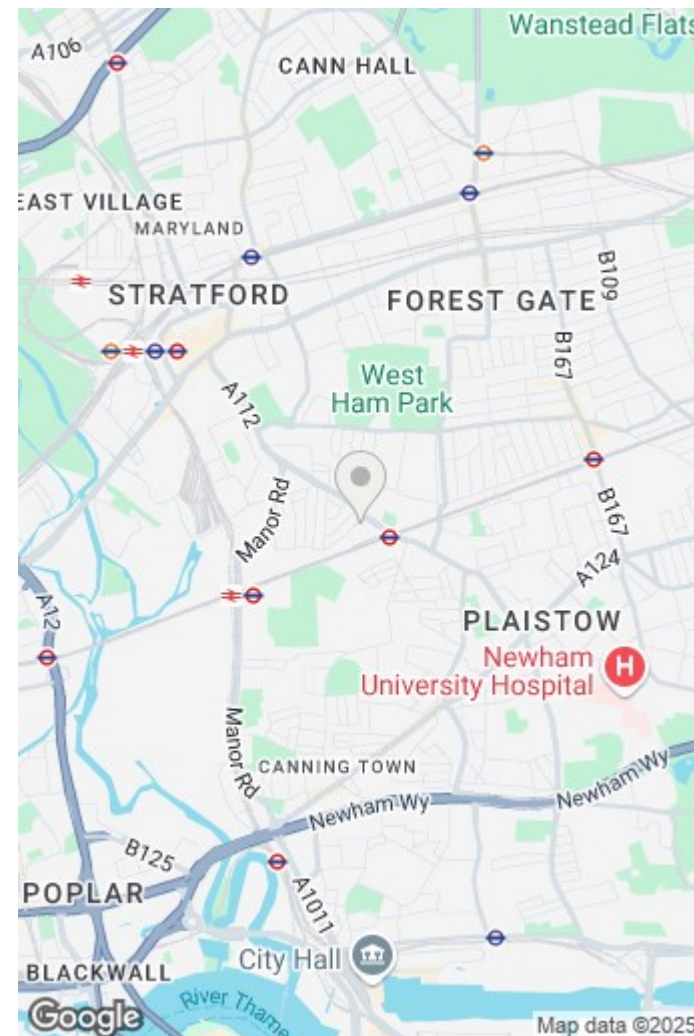 Wanstead Flats
A106
CANN HALL
EAST VILLAGE
MARYLAND
B109
STRATFORD
FOREST GATE
B167
West
Ham Park
A112
Manor Rd
B167
A124
A12
PLAISTOW
Newham
University Hospital
H
Manor Rd
CANNING TOWN
Newham Wy
Newham Wy
B125
POPLAR
A1011
City Hall
BLACKWALL
River Thame
Google
Map data ©2025